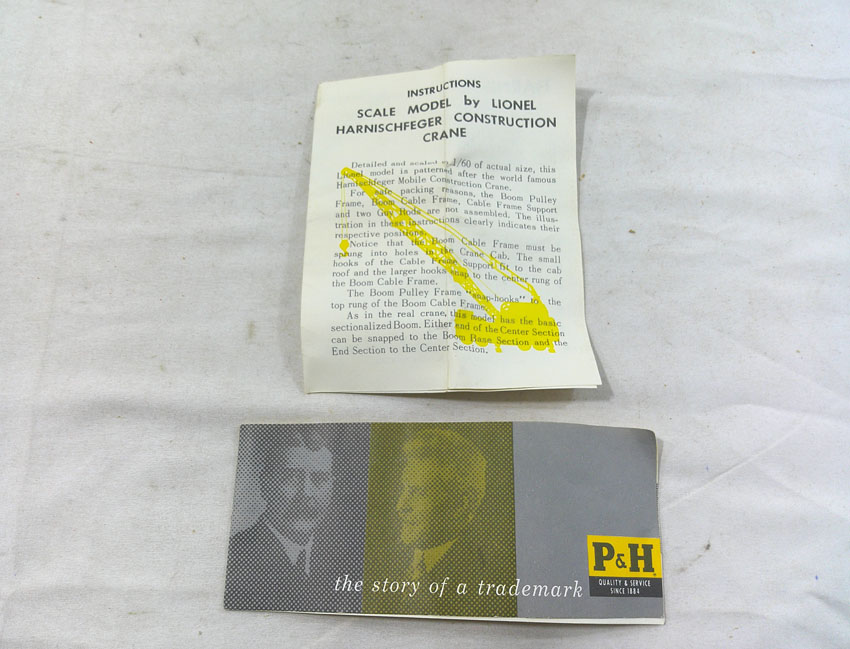 INSTRUCTIONS
SCALE MODEL by LIONEL
HARNISCHFEGER CONSTRUCTION
CRANE
Detailed and scaled to 1/60 of actual size, this
Lionel model is patterned after the world famous
Harnischfeger Mobile Construction Crane.
For safe packing reasons, the Boom Pulley
Frame, Boom Cable Frame, Cable Frame Support
and two Guy Rods are not assembled. The illus-
tration in these instructions clearly indicates their
respective positions.
Notice that the Boom Cable Frame must be
sprung into holes in the Crane Cab. The small
hooks of the Cable Frame Support fit to the cab
roof and the larger hooks snap to the center rung of
the Boom Cable Frame.
The Boom Pulley Frame "snap-hooks" to the
top rung of the Boom Cable Frame.
As in the real crane, this model has the basic
sectionalized Boom. Either end of the Center Section
can be snapped to the Boom Base Section and the
End Section to the Center Section.
the story of a trademark
P&H
QUALITY & SERVICE
SINCE 1884